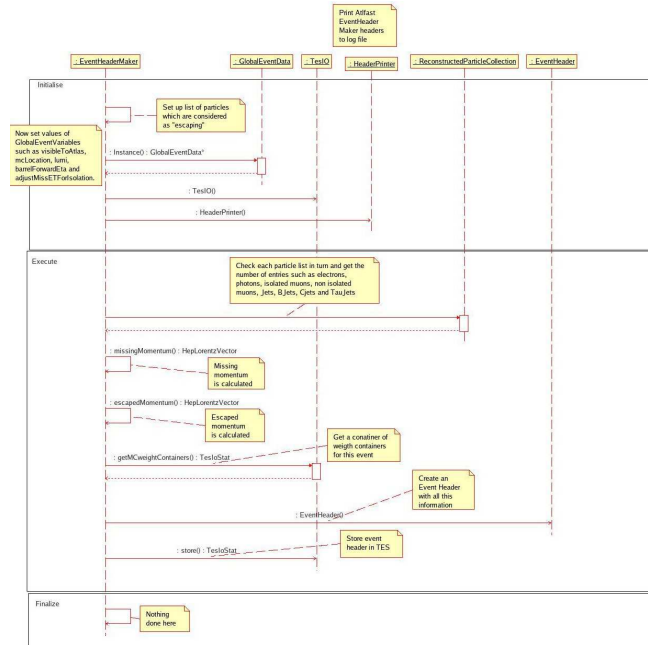 Print Atlfast
EventHeader
Maker headers
to log file
: EventHeaderMaker
: GlobalEventData
: TesIO
: HeaderPrinter
: ReconstructedParticleCollection
: EventHeader
Initialise
Set up list of particles
which are considered
as "escaping"
Now set values of
GlobalEventVariables
such as visibleToAtlas,
mcLocation, lumi,
barrelForwardEta and
adjustMissETForIsolation.
: Instance() : GlobalEventData*
: TesIO()
: HeaderPrinter()
Execute
Check each particle list in turn and get the
number of entries such as electrons,
photons, isolated muons, non isolated
muons, Jets, BJets, CJets and TauJets
: missingMomentum() : HepLorentzVector
Missing
momentum
is calculated
: escapedMomentum() : HepLorentzVector
Escaped
momentum
is calculated
Get a conatiner of
weigth containers
for this event
: getMCweightContainers() : TesIoStat
Create an
Event Header
with all this
information
: EventHeader()
Store event
header in TES
: store() : TesIoStat
Finalize
Nothing
done here